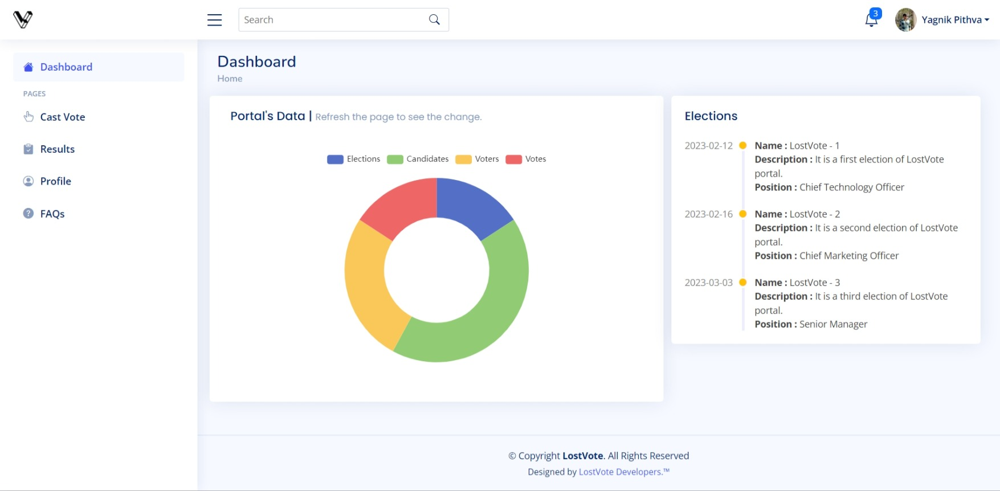 Search
3
Yagnik Pithva
Dashboard
PAGES
Cast Vote
Results
Profile
FAQs
Dashboard
Home
Portal's Data | Refresh the page to see the change.
Elections Candidates Voters Votes
Elections
2023-02-12 Name : LostVote - 1
Description : It is a first election of LostVote
portal.
Position : Chief Technology Officer
2023-02-16 Name : LostVote - 2
Description : It is a second election of LostVote
portal.
Position : Chief Marketing Officer
2023-03-03 Name : LostVote - 3
Description : It is a third election of LostVote
portal.
Position : Senior Manager
© Copyright LostVote. All Rights Reserved
Designed by LostVote Developers.™